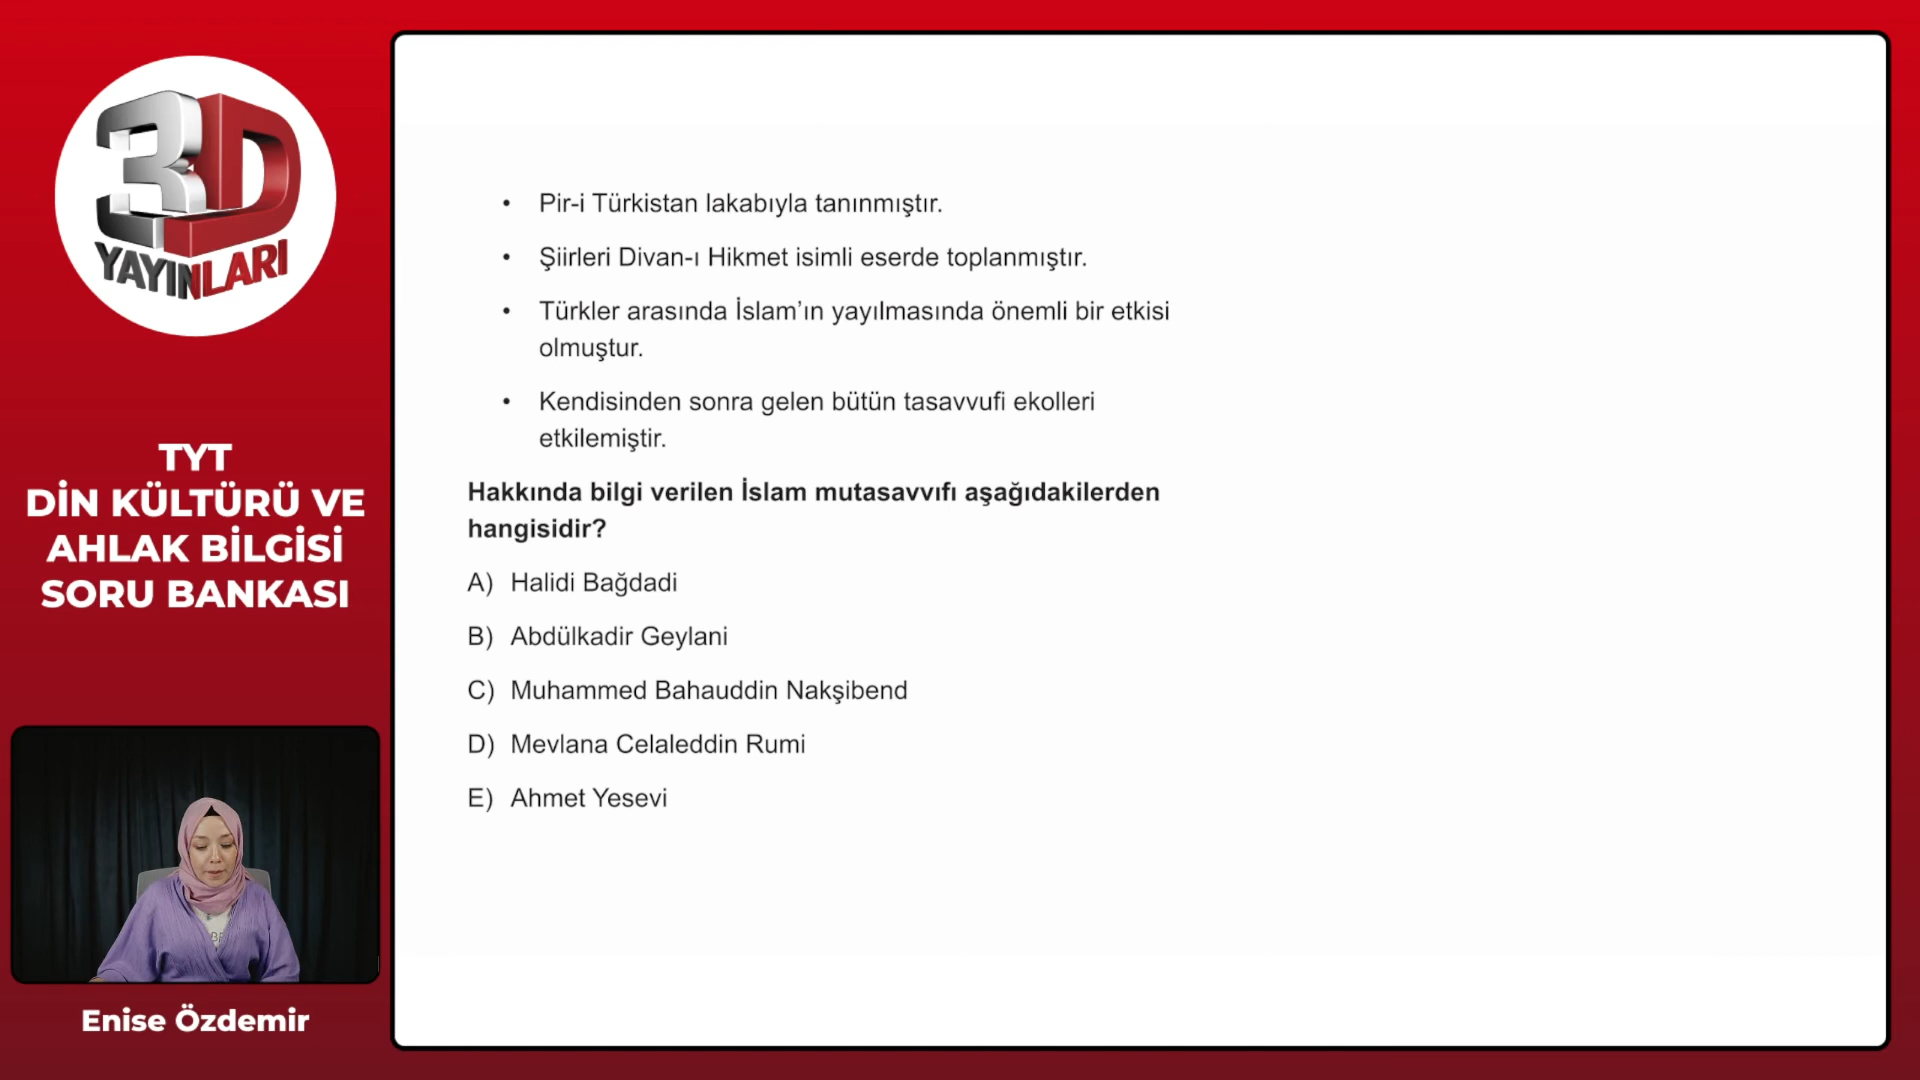 3D
YAYINLARI
TYT
DİN KÜLTÜRÜ VE
AHLAK BİLGİSİ
SORU BANKASI
Enise Özdemir
• Pir-i Türkistan lakabıyla tanınmıştır.
• Şiirleri Divan-ı Hikmet isimli eserde toplanmıştır.
• Türkler arasında İslam’ın yayılmasında önemli bir etkisi
olmuştur.
• Kendisinden sonra gelen bütün tasavvufi ekolleri
etkilemiştir.
Hakkında bilgi verilen İslam mutasavvıfı aşağıdakilerden
hangisidir?
A) Halidi Bağdadi
B) Abdülkadir Geylani
C) Muhammed Bahauddin Nakşibend
D) Mevlana Celaleddin Rumi
E) Ahmet Yesevi